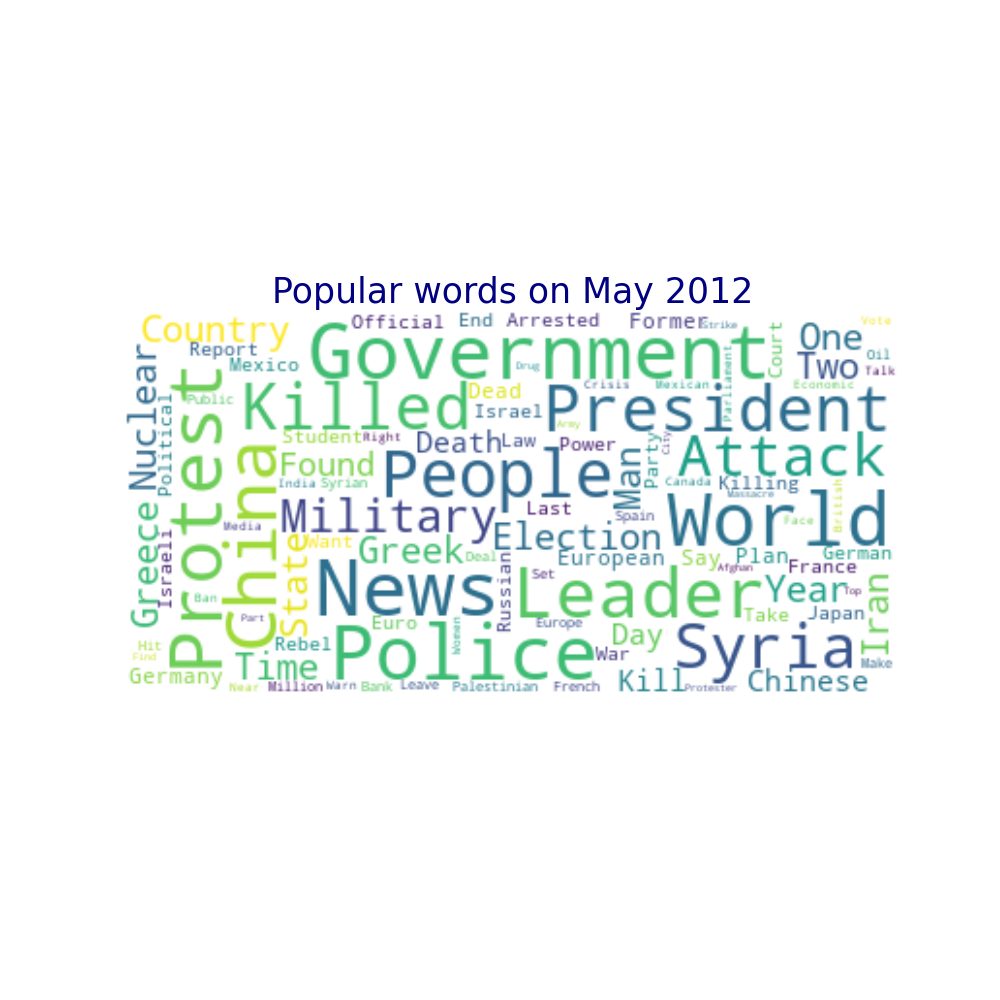 Popular words on May 2012
Country
Official
End
Arrested
Former
Strike
Vote
Government
One
Court
Report
Mexico
Drug
Two
Oil
Talk
Nuclear
Protest
Public
Political
Killed
Dead
Israel
Crisis
Mexican
Parliament
Economic
President
Army
Student
Right
Death
Law
Power
Party
City
Attack
Found
People
Man
China
India
Syrian
Canada
Killing
Massacre
British
Military
Last
Spain
World
Face
Media
Want
Greek
Deal
Election
European
Say
Plan
German
Greece
Israeli
State
News
Russian
Set
Leader
Afghan
France
Year
Top
Iran
Ban
Part
Euro
Women
Europe
Day
Take
Japan
Hit
Find
Rebel
Police
War
Syria
Make
Time
Germany
Near
Million
Warn
Bank
Leave
Palestinian
French
Kill
Protester
Chinese